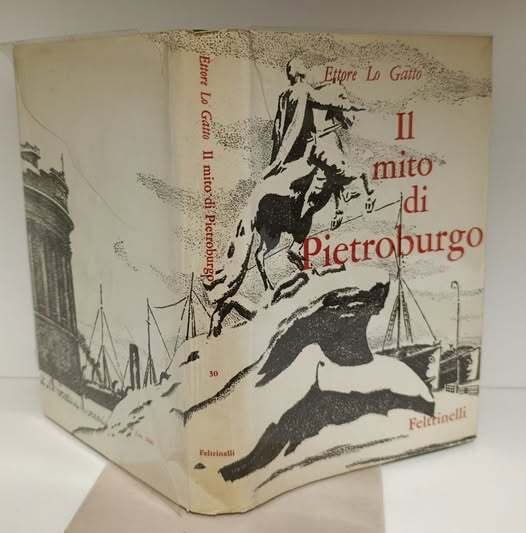 Ettore Lo Gatto
Il
mito
di
Pietroburgo
Feltrinelli
Ettore Lo Gatto Il mito di Pietroburgo
30
Feltrinelli